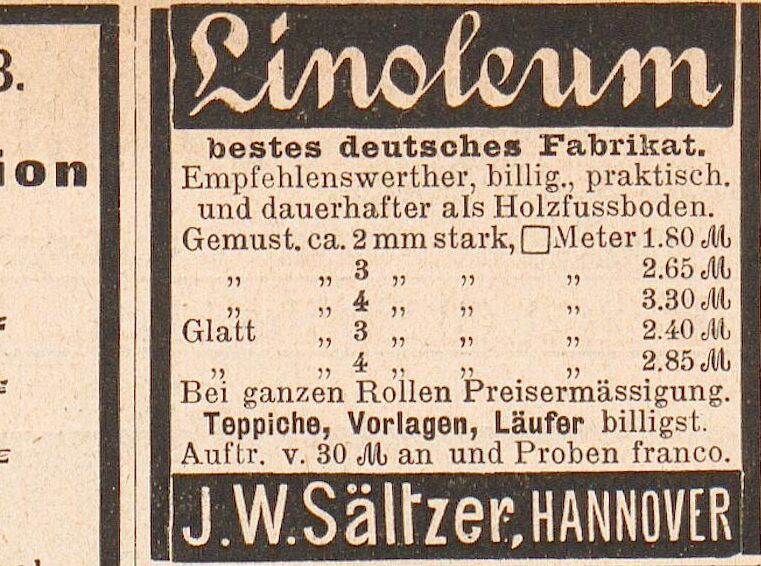 3.
ion
Linoleum
bestes deutsches Fabrikat.
Empfehlenswerther, billig., praktisch.
und dauerhafter als Holzfussboden.
Gemust. ca. 2 mm stark, □Meter 1.80 ℳ
„ „ 3 „ „ „ 2.65 ℳ
„ „ 4 „ „ „ 3.30 ℳ
Glatt „ 3 „ „ „ 2.40 ℳ
„ „ 4 „ „ „ 2.85 ℳ
Bei ganzen Rollen Preisermässigung.
Teppiche, Vorlagen, Läufer billigst.
Auftr. v. 30 ℳ an und Proben franco.
J.W. Sältzer, HANNOVER